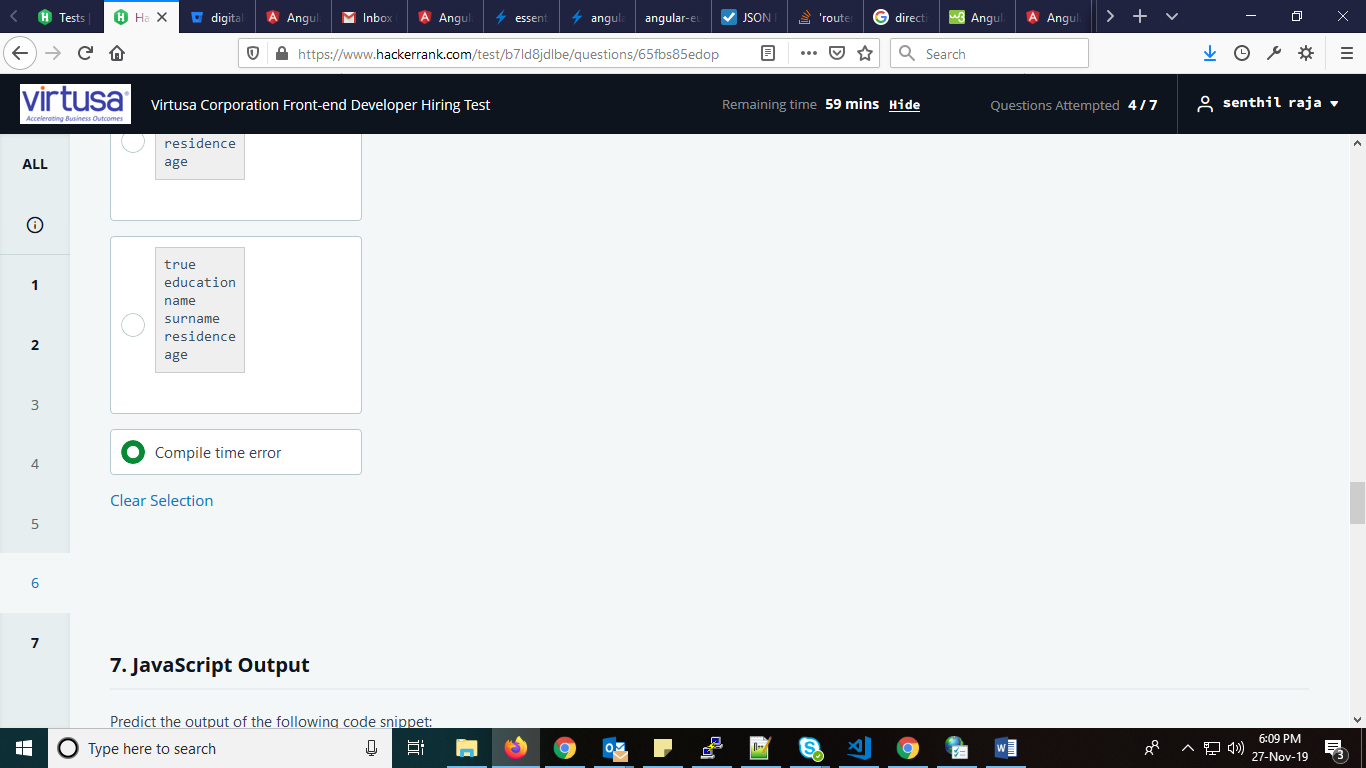 Tests
Ha
digita
Angul
Inbox
Angul
essent
angula
angular-eu
JSON
'route
directi
Angul
Angul
https://www.hackerrank.com/test/b7ld8jdlbe/questions/65fbs85edop
Search
virtusa
Accelerating Business Outcomes
Virtusa Corporation Front-end Developer Hiring Test
Remaining time 59 mins Hide
Questions Attempted 4 / 7
senthil raja
ALL
1
2
3
4
5
6
7
residence
age
true
education
name
surname
residence
age
Compile time error
Clear Selection
7. JavaScript Output
Predict the output of the following code snippet:
Type here to search
6:09 PM
27-Nov-19
3